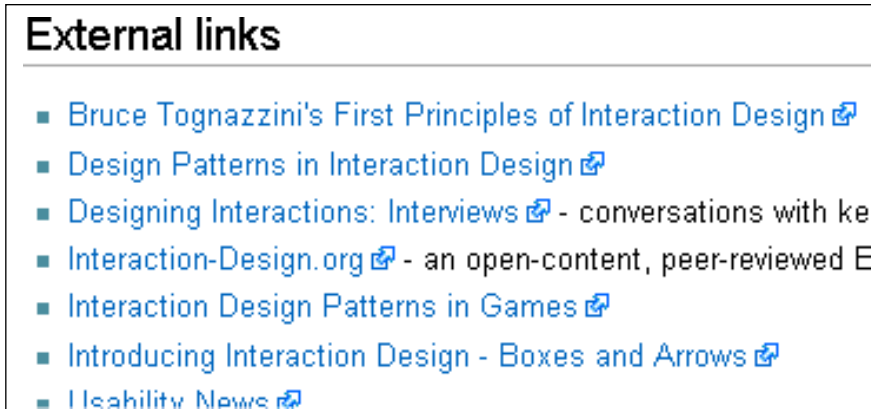 External links
Bruce Tognazzini's First Principles of Interaction Design
Design Patterns in Interaction Design
Designing Interactions: Interviews - conversations with ke
Interaction-Design.org - an open-content, peer-reviewed E
Interaction Design Patterns in Games
Introducing Interaction Design - Boxes and Arrows
Usability News